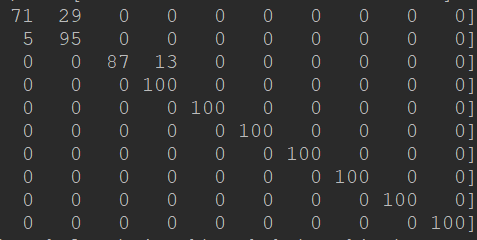 71 29 0 0 0 0 0 0 0 0]
5 95 0 0 0 0 0 0 0 0]
0 0 87 13 0 0 0 0 0 0]
0 0 0 100 0 0 0 0 0 0]
0 0 0 0 100 0 0 0 0 0]
0 0 0 0 0 100 0 0 0 0]
0 0 0 0 0 0 100 0 0 0]
0 0 0 0 0 0 0 100 0 0]
0 0 0 0 0 0 0 0 100 0]
0 0 0 0 0 0 0 0 0 100]